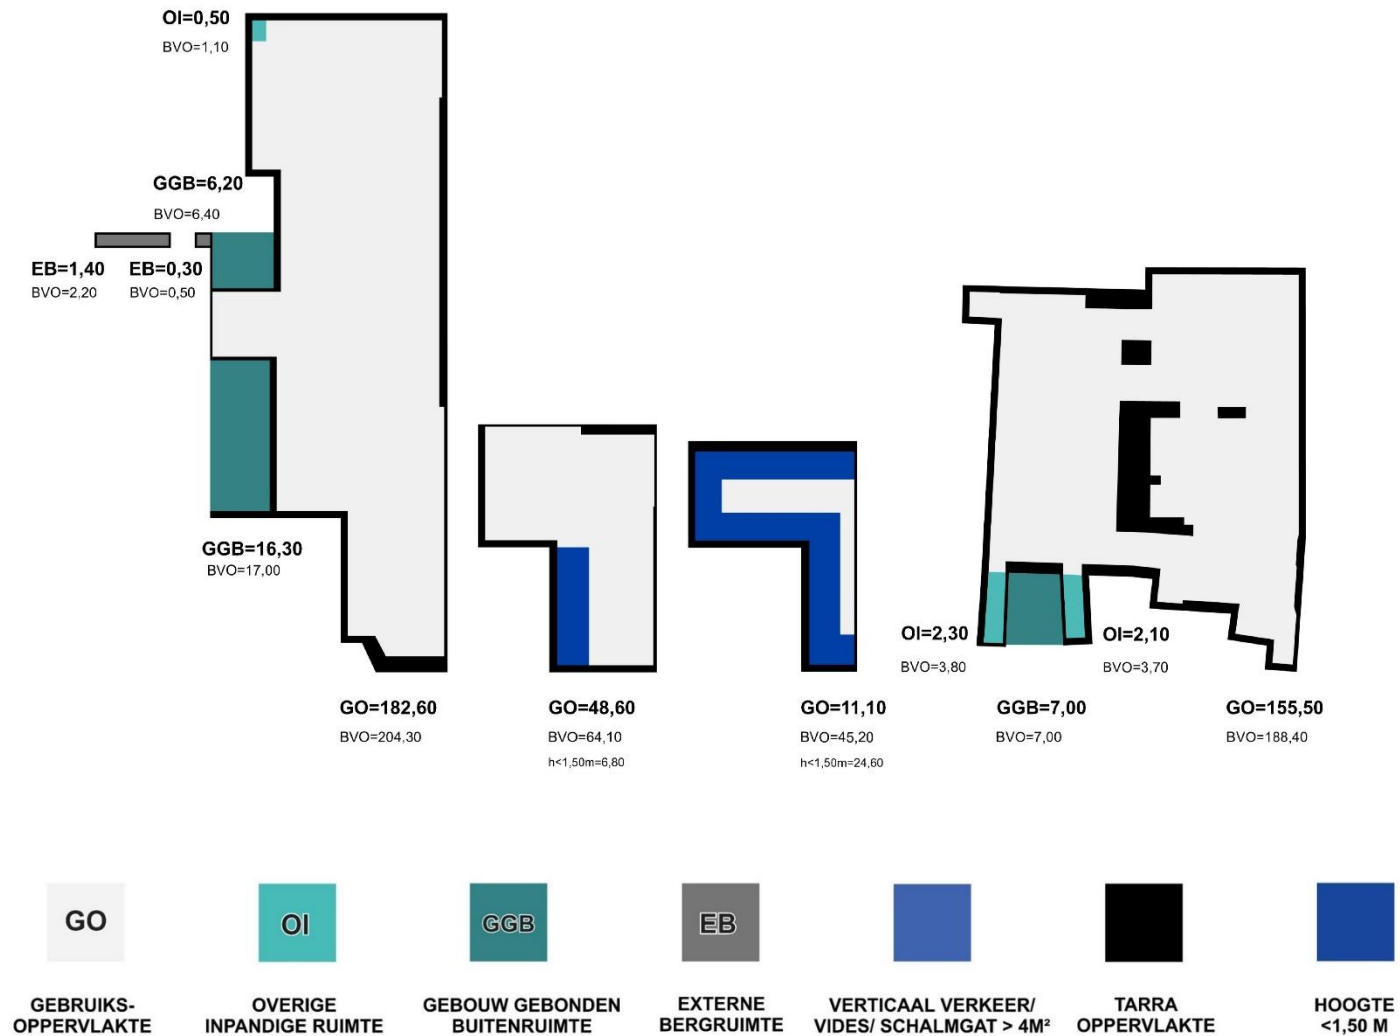 OI=0,50
BVO=1,10
GGB=6,20
BVO=6,40
EB=1,40
BVO=2,20
EB=0,30
BVO=0,50
GGB=16,30
BVO=17,00
GO=182,60
BVO=204,30
GO=48,60
BVO=64,10
h<1,50m=6,80
GO=11,10
BVO=45,20
h<1,50m=24,60
OI=2,30
BVO=3,80
OI=2,10
BVO=3,70
GGB=7,00
BVO=7,00
GO=155,50
BVO=188,40
GO
OI
GGB
EB
GEBRUIKS-
OPPERVLAKTE
OVERIGE
INPANDIGE RUIMTE
GEBOUW GEBONDEN
BUITENRUIMTE
EXTERNE
BERGRUIMTE
VERTICAAL VERKEER/
VIDES/ SCHALMGAT > 4M²
TARRA
OPPERVLAKTE
HOOGTE
<1,50 M